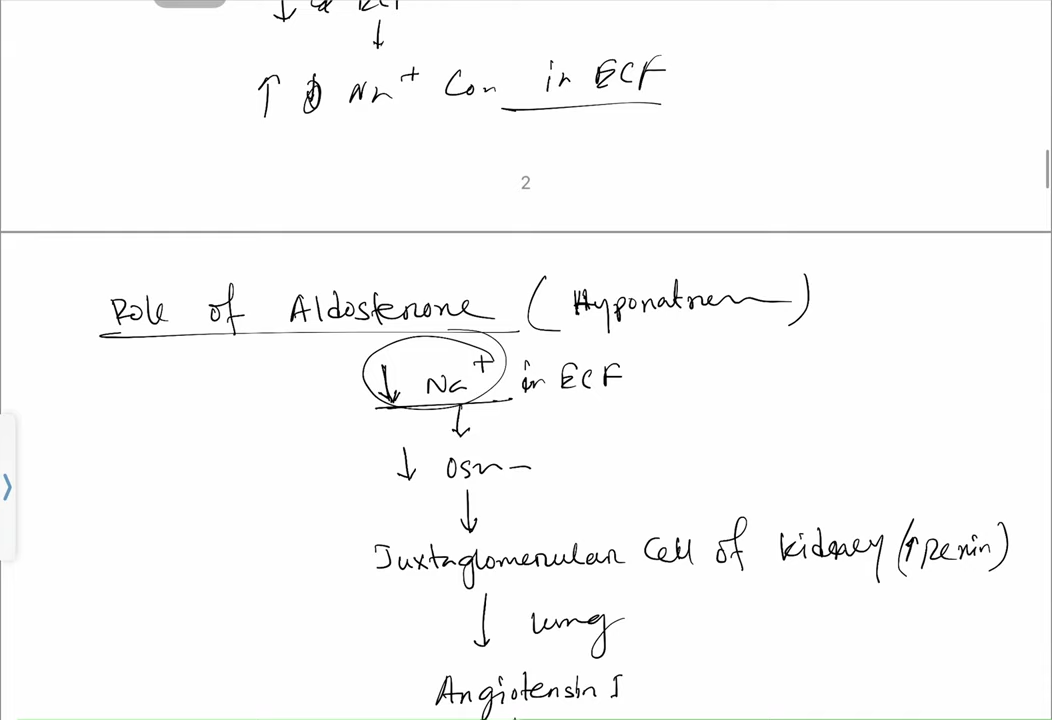 ↓
↑ Na+ Con in ECF
2
Role of Aldosterone (Hyponatrem)
↓ Na+ in ECF
↓
↓ Osm
↓
Juxtaglomerular Cell of kidney (↑ Renin)
↓ lung
Angiotensin I